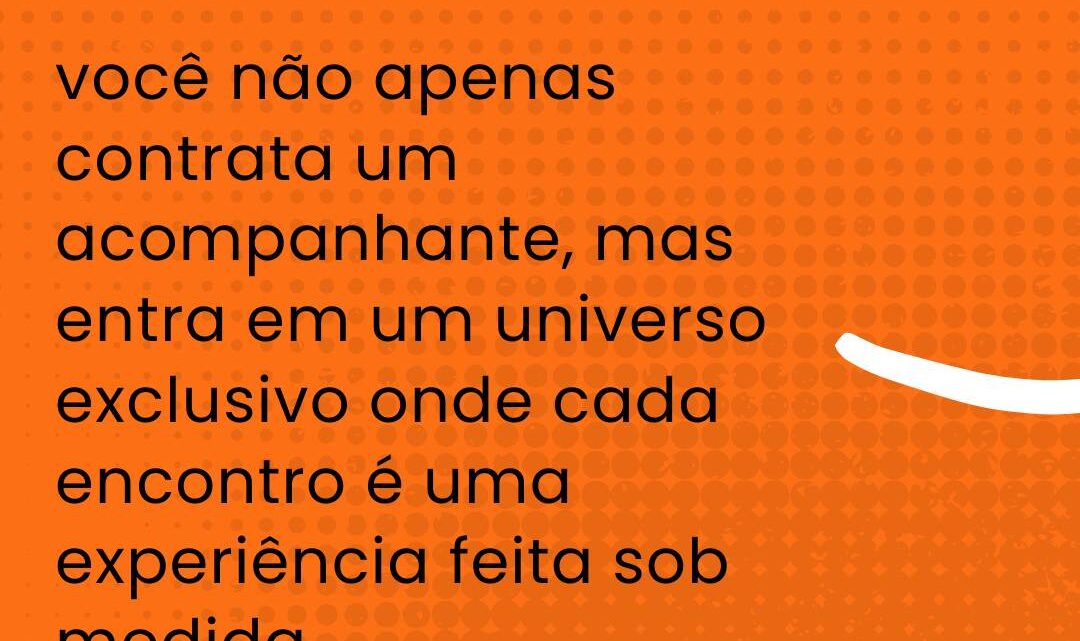 você não apenas
contrata um
acompanhante, mas
entra em um universo
exclusivo onde cada
encontro é uma
experiência feita sob
medida